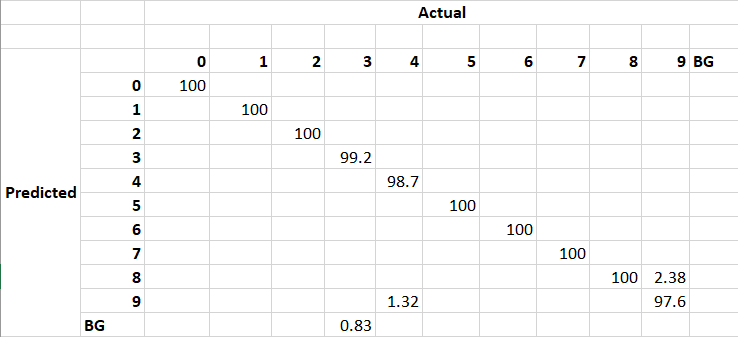 Actual
0 1 2 3 4 5 6 7 8 9 BG
0 100
1 100
2 100
3 99.2
4 98.7
Predicted
5 100
6 100
7 100
8 100 2.38
9 1.32 97.6
BG 0.83